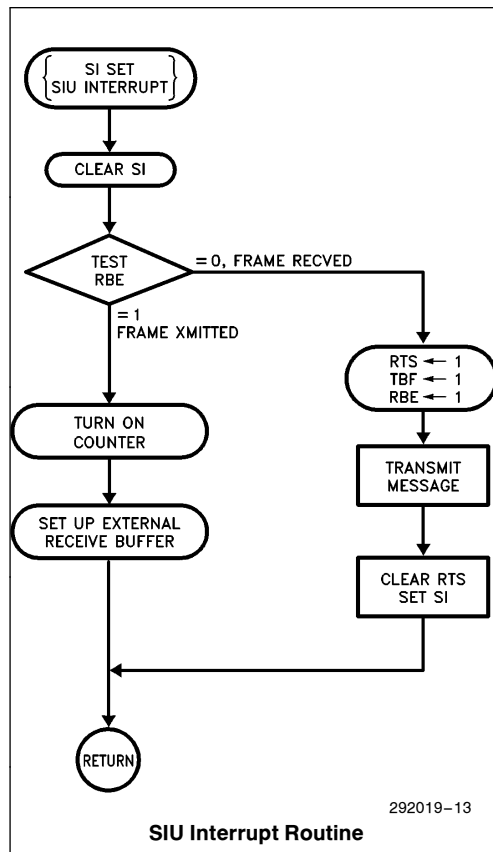 SI SET
SIU INTERRUPT
CLEAR SI
TEST
RBE
= 0, FRAME RECVED
= 1
FRAME XMITTED
RTS ← 1
TBF ← 1
RBE ← 1
TURN ON
COUNTER
TRANSMIT
MESSAGE
SET UP EXTERNAL
RECEIVE BUFFER
CLEAR RTS
SET SI
RETURN
292019–13
SIU Interrupt Routine